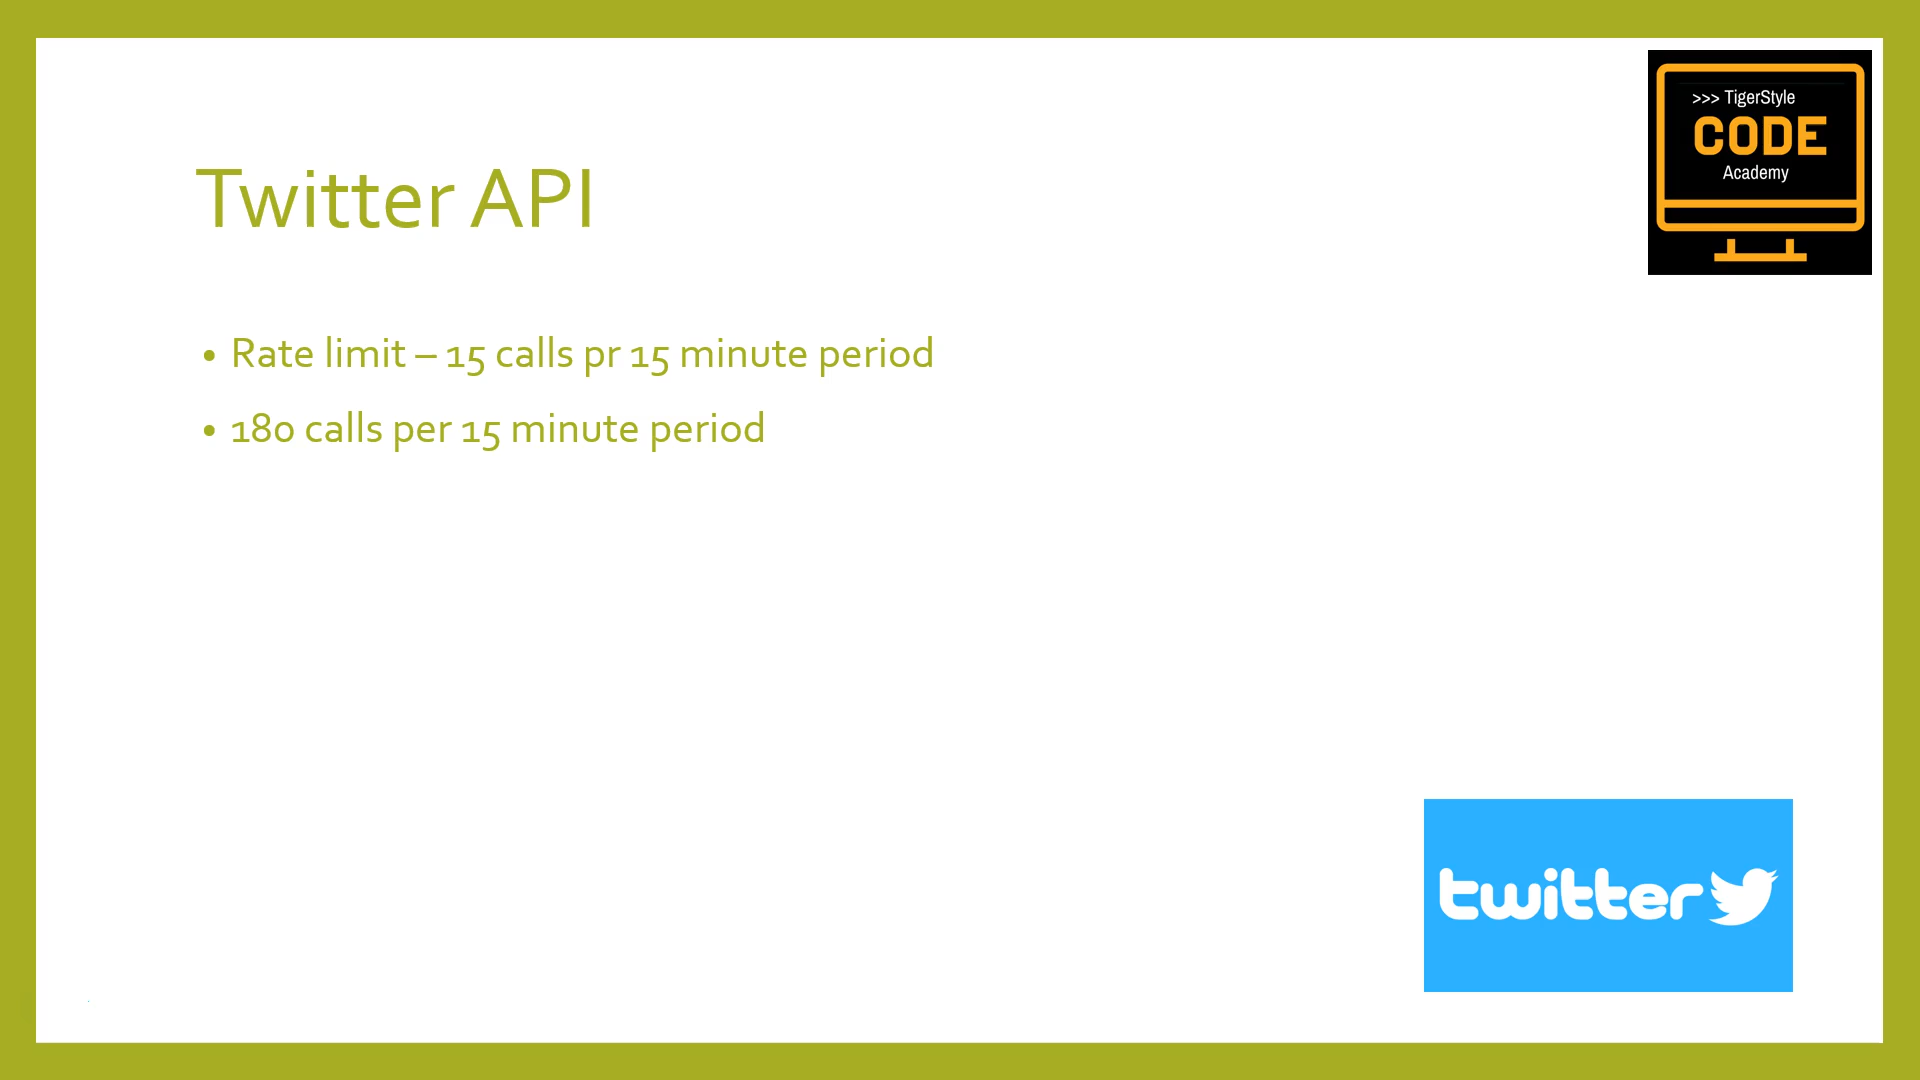 >>> TigerStyle
CODE
Academy
Twitter API
• Rate limit – 15 calls pr 15 minute period
• 180 calls per 15 minute period
twitter